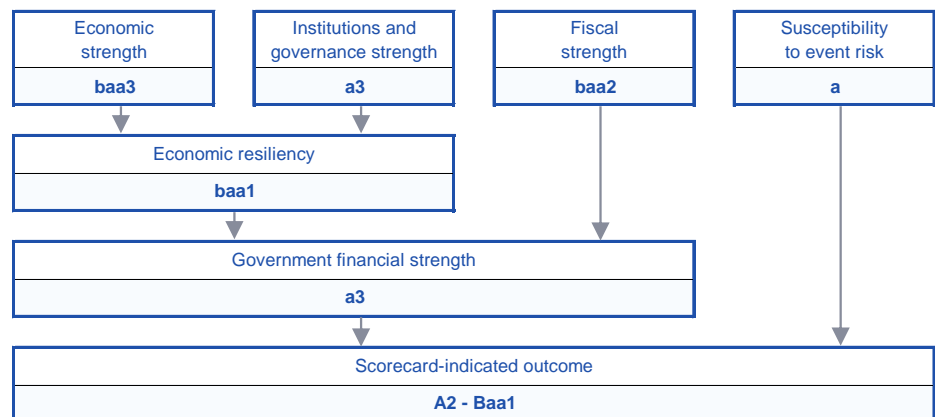 Economic
strength
baa3
Institutions and
governance strength
a3
Fiscal
strength
baa2
Susceptibility
to event risk
a
Economic resiliency
baa1
Government financial strength
a3
Scorecard-indicated outcome
A2 - Baa1